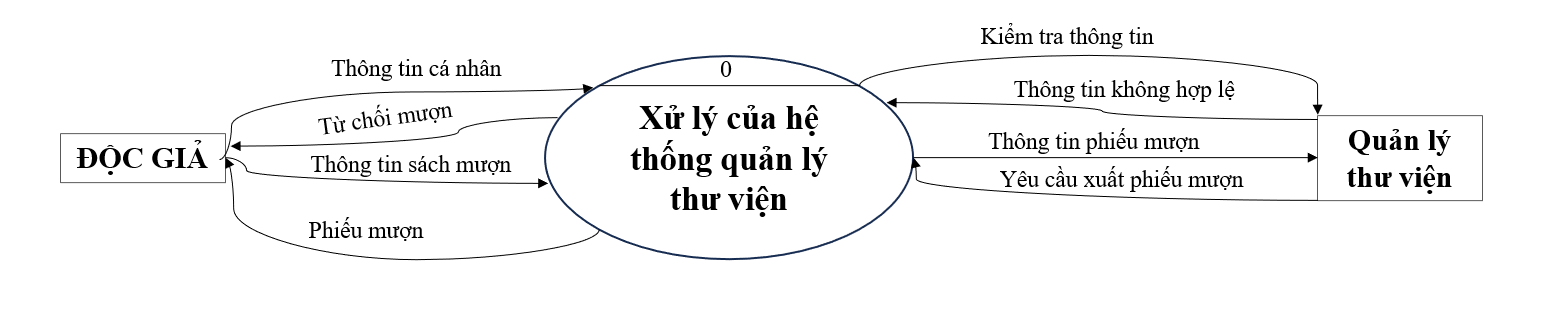 Kiểm tra thông tin
Thông tin cá nhân
0
Thông tin không hợp lệ
Từ chối mượn
Xử lý của hệ
thống quản lý
thư viện
Thông tin phiếu mượn
Quản lý
thư viện
ĐỘC GIẢ
Thông tin sách mượn
Yêu cầu xuất phiếu mượn
Phiếu mượn